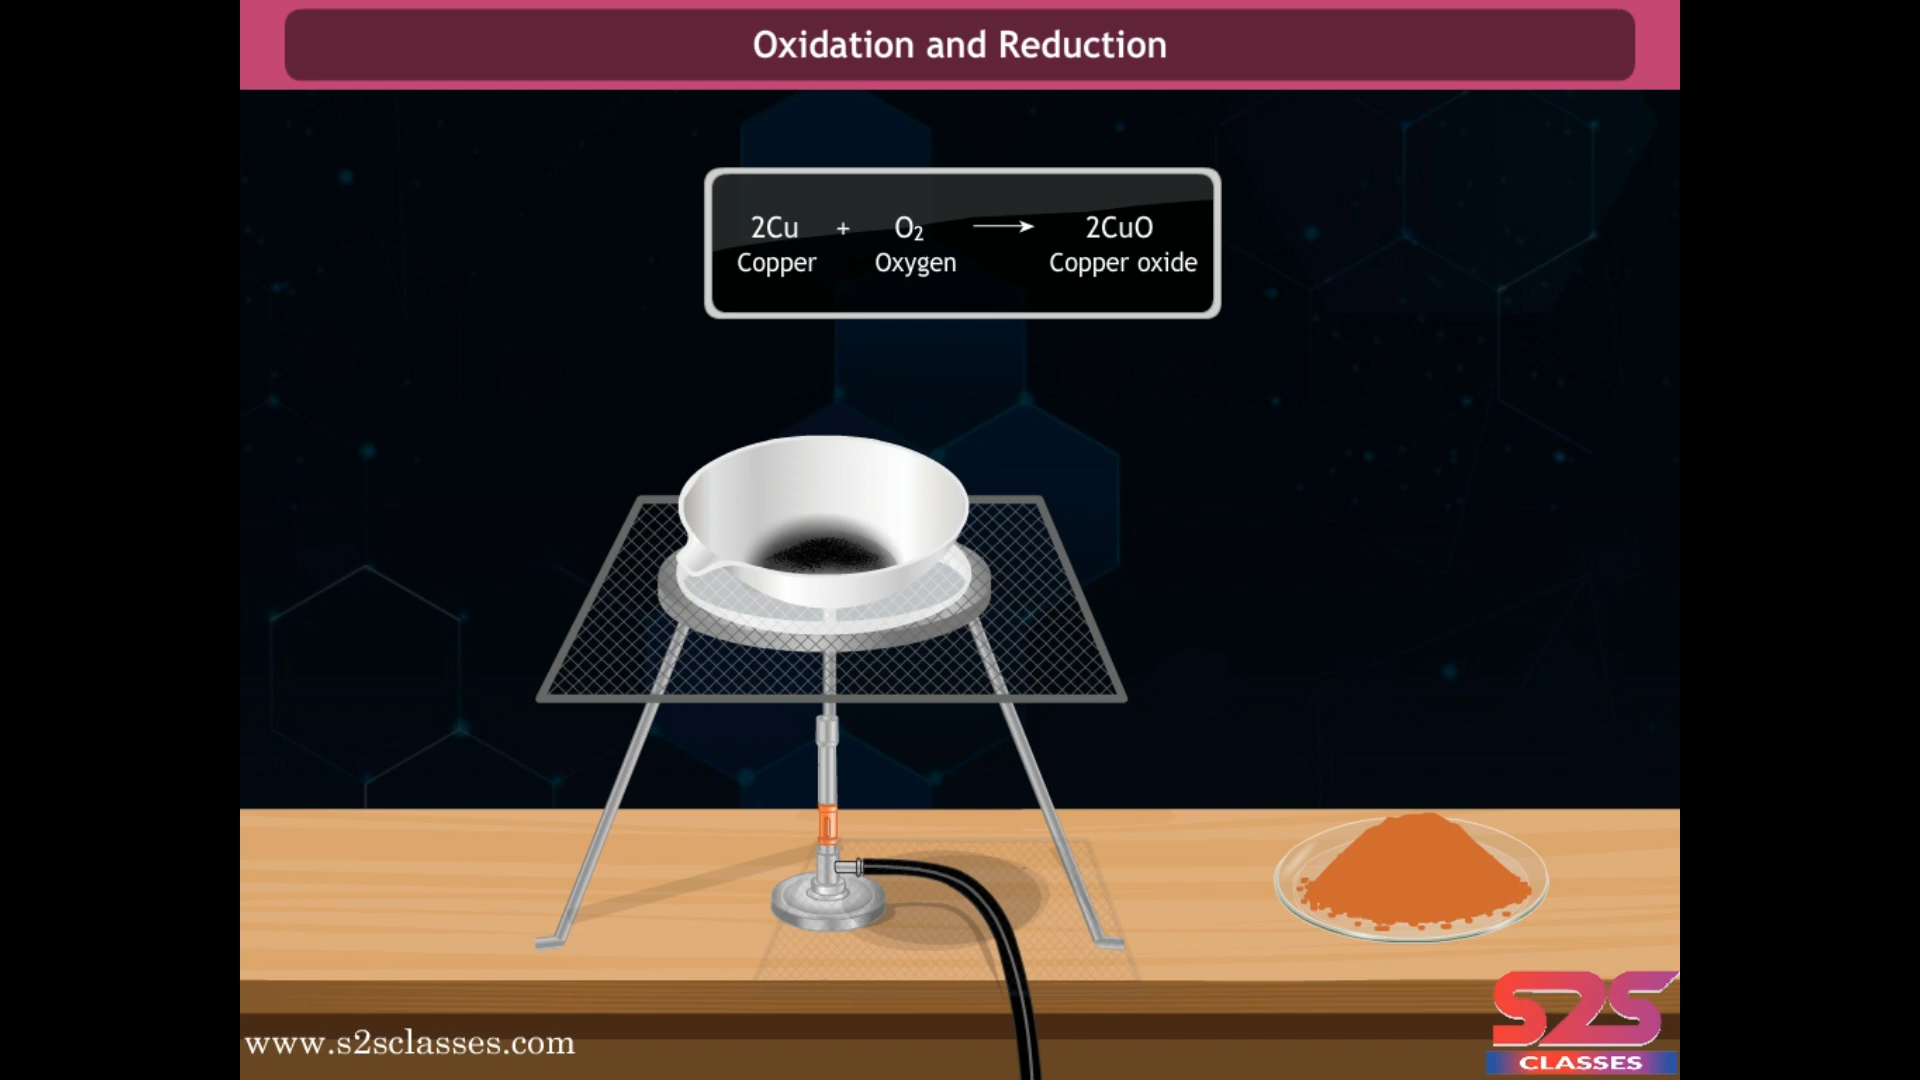 Oxidation and Reduction
2Cu + O₂ ⟶ 2CuO
Copper Oxygen Copper oxide
www.s2sclasses.com
S2S
CLASSES